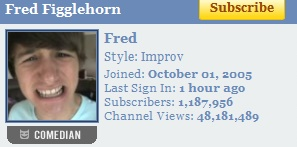 Fred Figglehorn
Subscribe
Fred
Style: Improv
Joined: October 01, 2005
Last Sign In: 1 hour ago
Subscribers: 1,187,956
Channel Views: 48,181,489
COMEDIAN